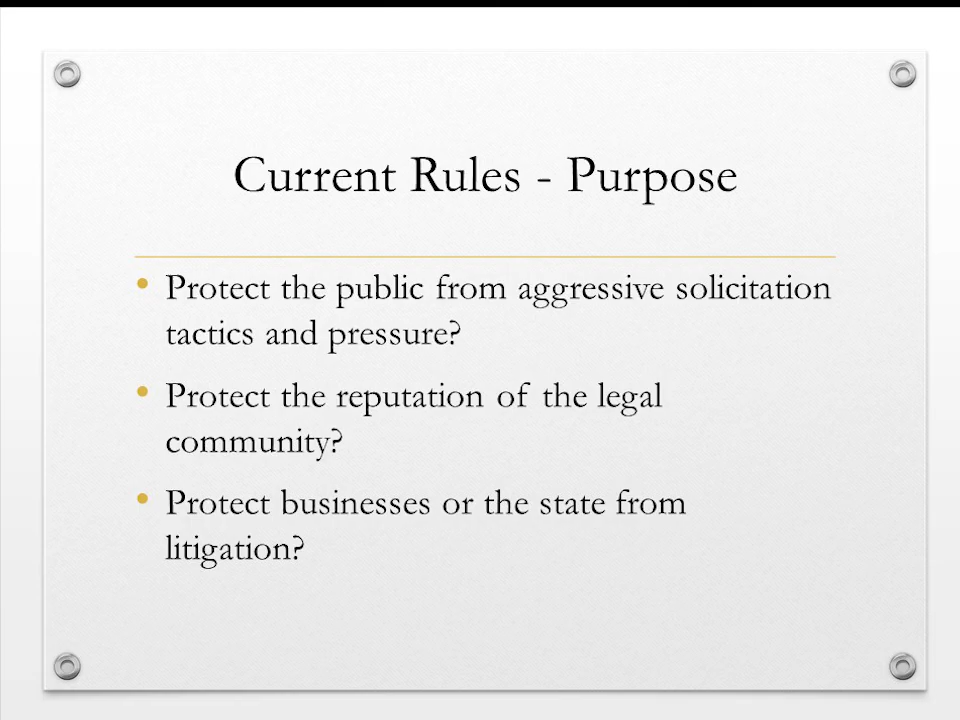 Current Rules - Purpose
• Protect the public from aggressive solicitation
tactics and pressure?
• Protect the reputation of the legal
community?
• Protect businesses or the state from
litigation?